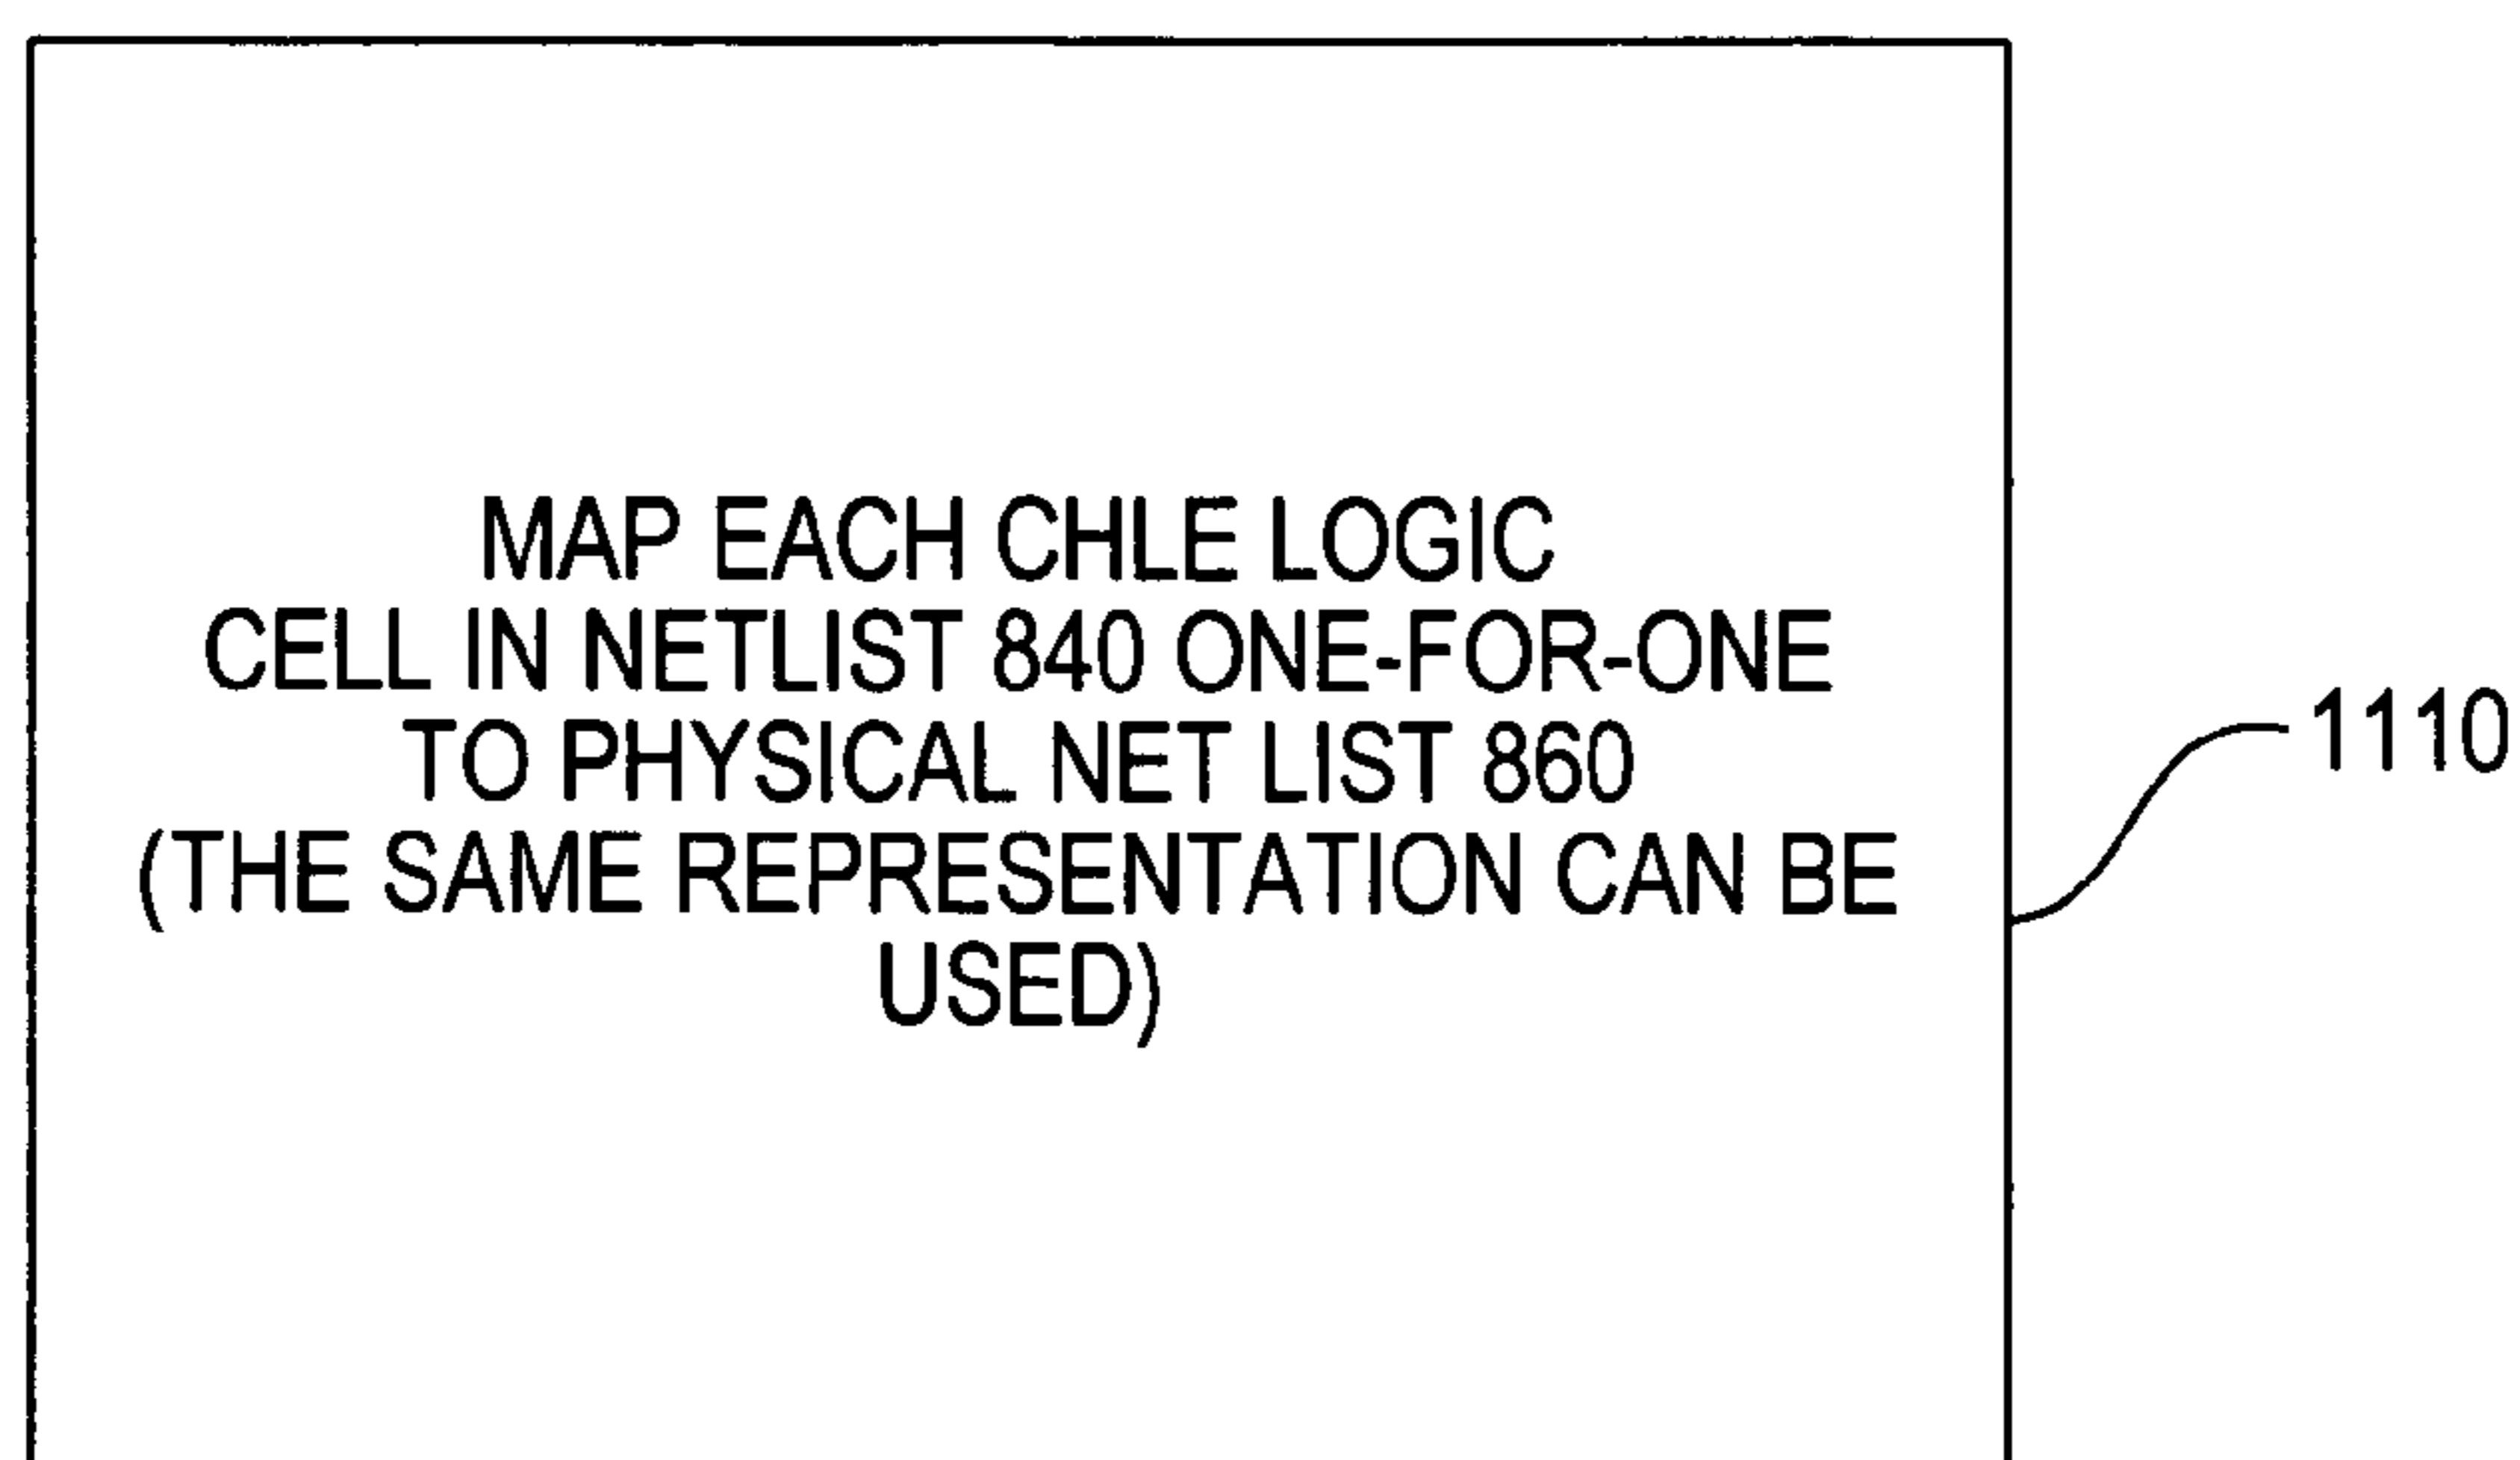 MAP EACH CHLE LOGIC
CELL IN NETLIST 840 ONE-FOR-ONE
TO PHYSICAL NET LIST 860
(THE SAME REPRESENTATION CAN BE
USED)
1110